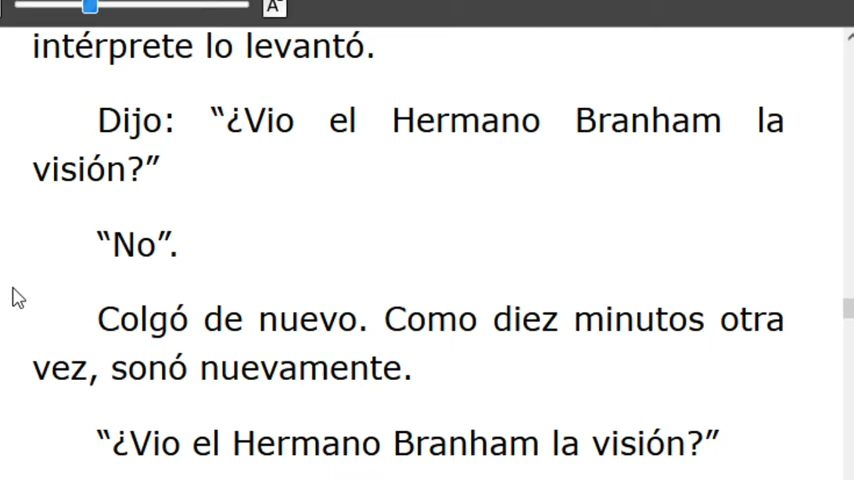 A
intérprete lo levantó.
Dijo: “¿Vio el Hermano Branham la
visión?”
“No”.
Colgó de nuevo. Como diez minutos otra
vez, sonó nuevamente.
“¿Vio el Hermano Branham la visión?”